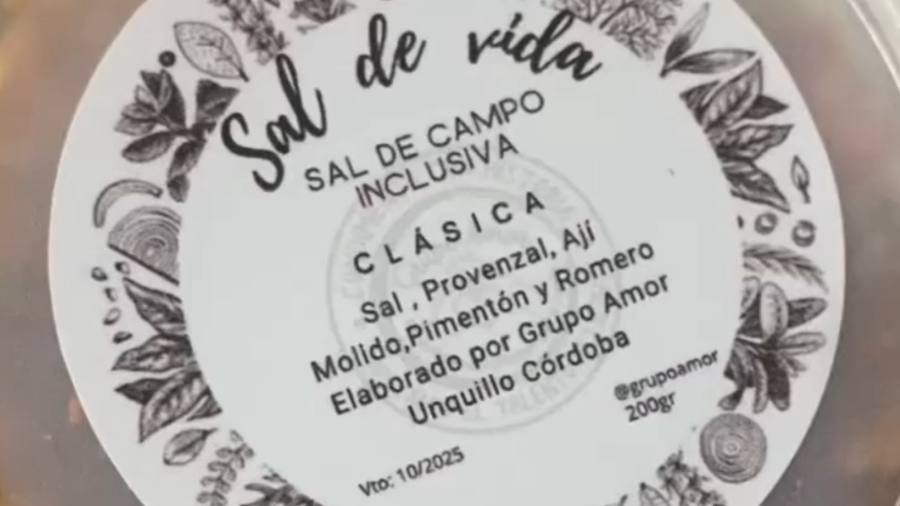 Sal de vida
SAL DE CAMPO
INCLUSIVA
CLÁSICA
Sal , Provenzal, Ají
Molido,Pimentón y Romero
Elaborado por Grupo Amor
Unquillo Córdoba
@grupoamor
200gr
Vto: 10/2025